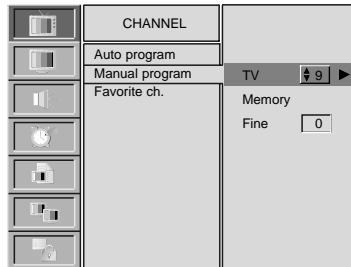 CHANNEL
Auto program
Manual program
Favorite ch.
TV 9
Memory
Fine 0